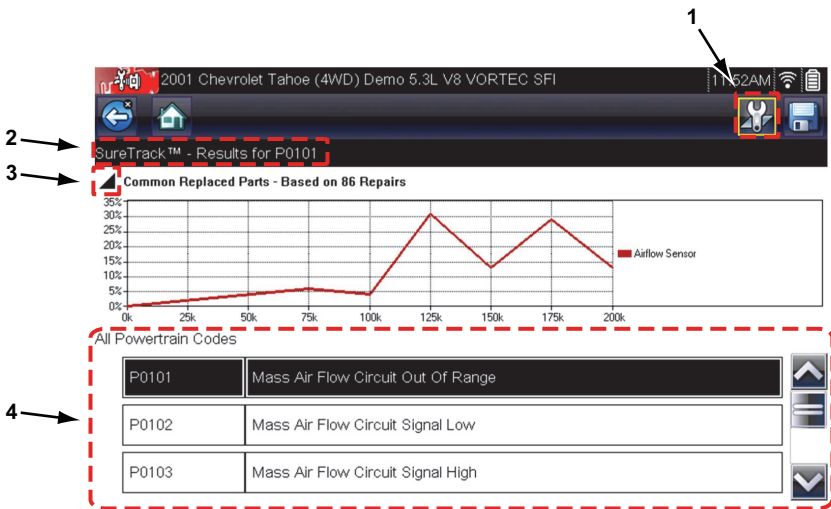 1
2001 Chevrolet Tahoe (4WD) Demo 5.3L V8 VORTEC SFI
11:52AM
2
SureTrack™ - Results for P0101
3
Common Replaced Parts - Based on 86 Repairs
35%
30%
25%
20%
15%
10%
5%
0%
0k 25k 50k 75k 100k 125k 150k 175k 200k
Airflow Sensor
All Powertrain Codes
P0101 Mass Air Flow Circuit Out Of Range
4
P0102 Mass Air Flow Circuit Signal Low
P0103 Mass Air Flow Circuit Signal High